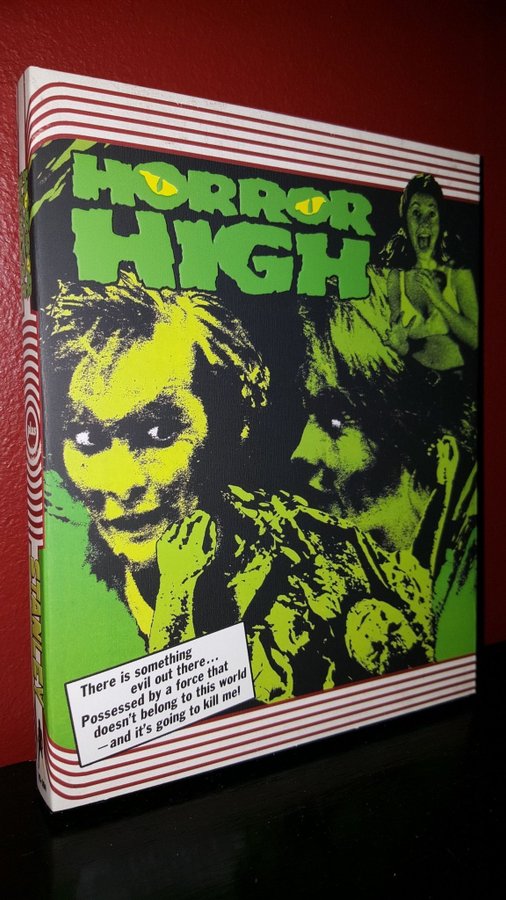 HORROR
HIGH
There is something
evil out there...
Possessed by a force that
doesn't belong to this world
—and it's going to kill me!
STANLEY